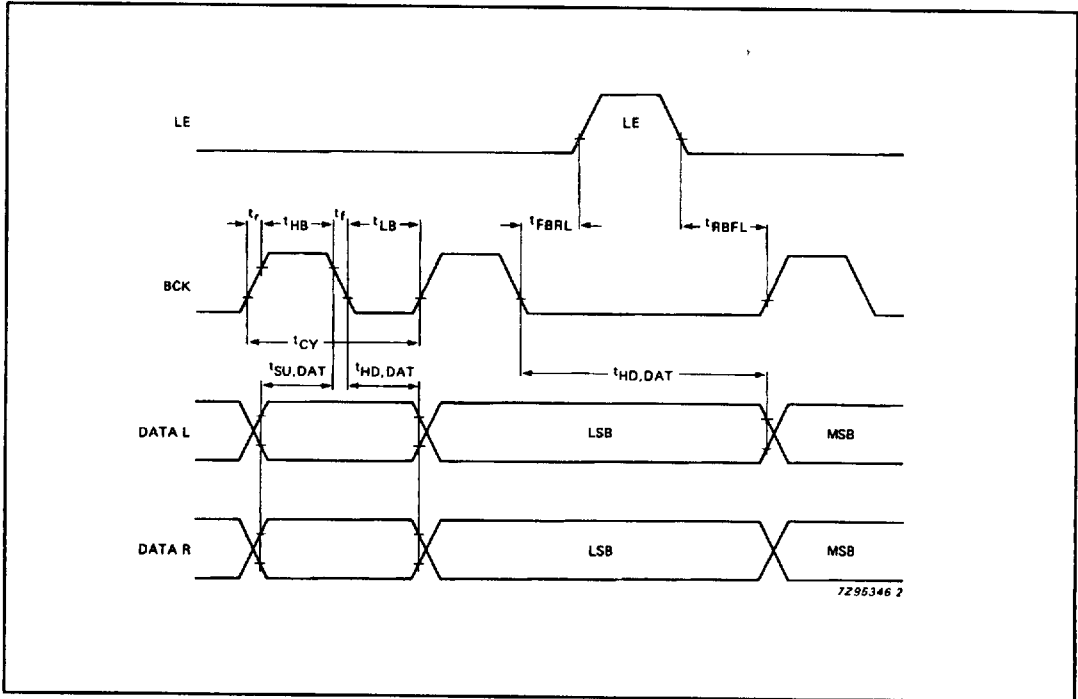 LE
LE
tr tHB tf tLB tFBRL tRBFL
BCK
tCY
tSU,DAT tHD,DAT tHD,DAT
DATA L LSB MSB
DATA R LSB MSB
7295346 2